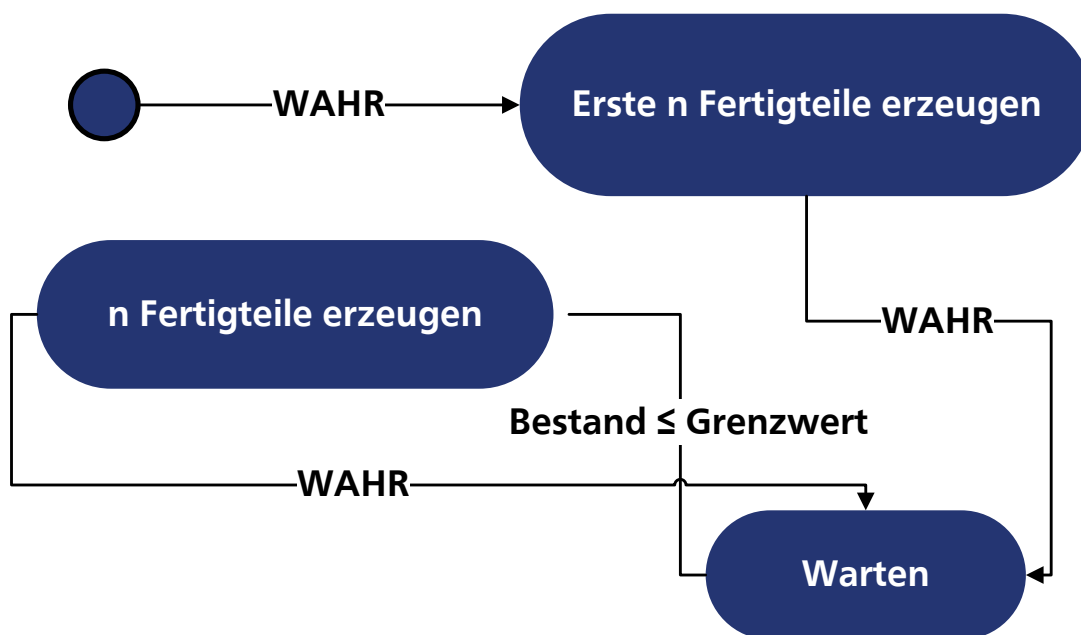 WAHR
Erste n Fertigteile erzeugen
n Fertigteile erzeugen
WAHR
Bestand ≤ Grenzwert
WAHR
Warten